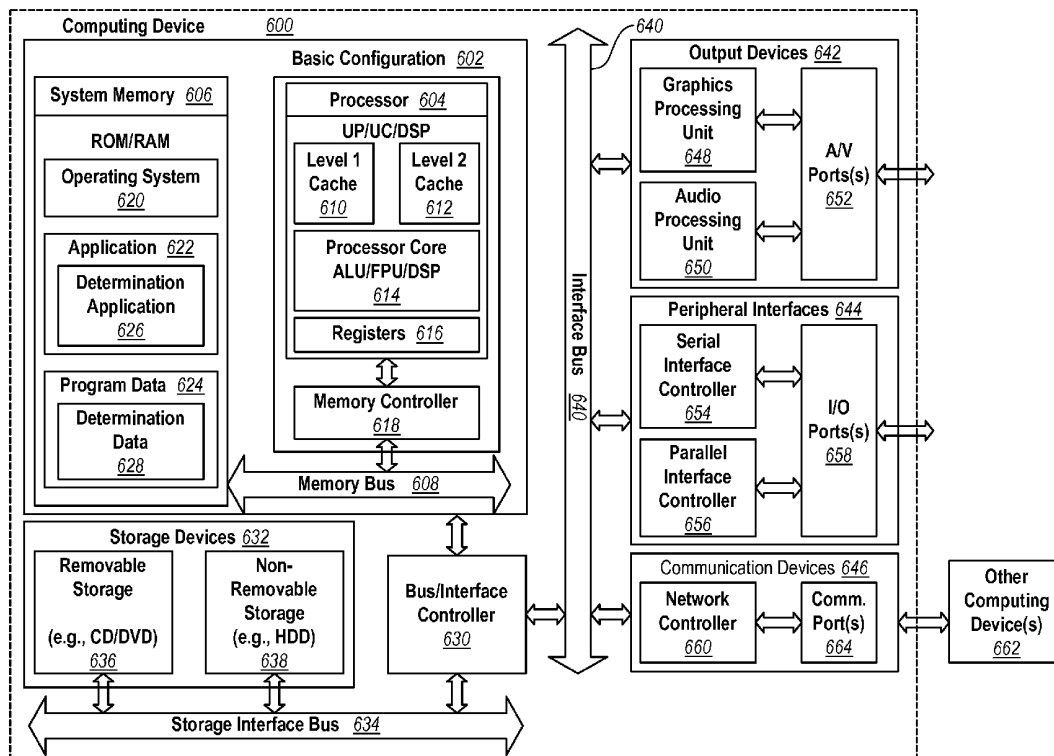 Computing Device 600
Basic Configuration 602
System Memory 606
ROM/RAM
Operating System
620
Application 622
Determination
Application
626
Program Data 624
Determination
Data
628
Processor 604
UP/UC/DSP
Level 1
Cache
610
Level 2
Cache
612
Processor Core
ALU/FPU/DSP
614
Registers 616
Memory Controller
618
Memory Bus 608
Storage Devices 632
Removable
Storage
(e.g., CD/DVD)
636
Non-
Removable
Storage
(e.g., HDD)
638
Bus/Interface
Controller
630
Storage Interface Bus 634
640
Interface Bus 640
Output Devices 642
Graphics
Processing
Unit
648
Audio
Processing
Unit
650
A/V
Ports(s)
652
Peripheral Interfaces 644
Serial
Interface
Controller
654
Parallel
Interface
Controller
656
I/O
Ports(s)
658
Communication Devices 646
Network
Controller
660
Comm.
Port(s)
664
Other
Computing
Device(s)
662